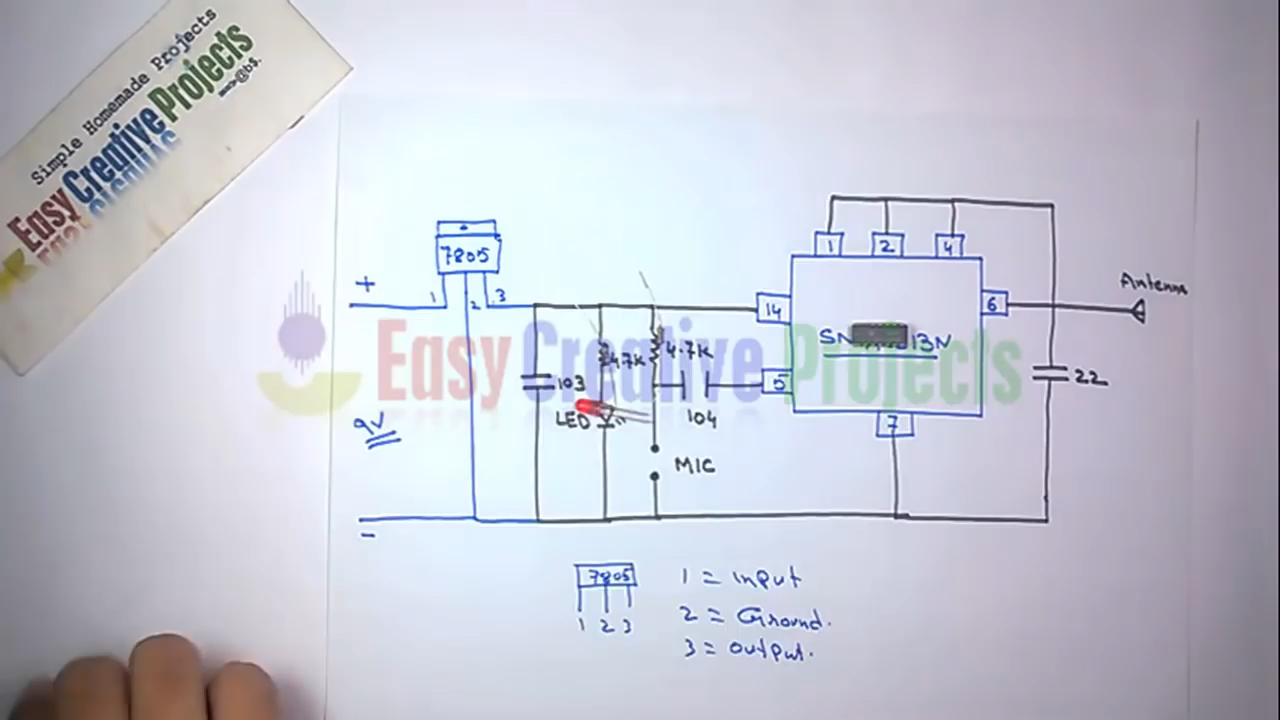 Simple Homemade Projects
Easy Creative Projects
7805
+
1
2
3
1
2
4
14
6
Antenna
4.7k
4.7k
103
5
22
LED
104
7
9V
MIC
-
Easy Creative Projects
7805
1 2 3
1 = Input
2 = Ground.
3 = Output.